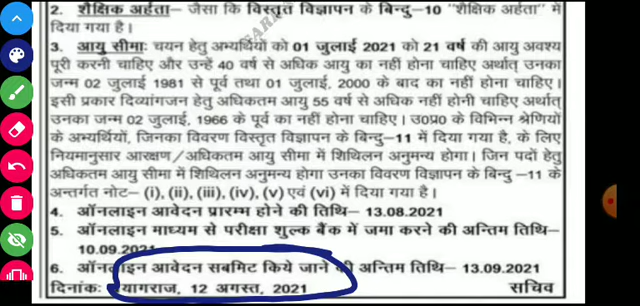 2. शैक्षिक अर्हता— जैसा कि विस्तृत विज्ञापन के बिन्दु–10 "शैक्षिक अर्हता" में
दिया गया है।
3. आयु सीमाः चयन हेतु अभ्यर्थियों को 01 जुलाई 2021 को 21 वर्ष की आयु अवश्य
पूरी करनी चाहिए और उन्हें 40 वर्ष से अधिक आयु का नहीं होना चाहिए अर्थात् उनका
जन्म 02 जुलाई 1981 से पूर्व तथा 01 जुलाई, 2000 के बाद का नहीं होना चाहिए।
इसी प्रकार दिव्यांगजन हेतु अधिकतम आयु 55 वर्ष से अधिक नहीं होनी चाहिए अर्थात्
उनका जन्म 02 जुलाई, 1966 के पूर्व का नहीं होना चाहिए। उ0प्र0 के विभिन्न श्रेणियों
के अभ्यर्थियों, जिनका विवरण विस्तृत विज्ञापन के बिन्दु–11 में दिया गया है, के लिए
नियमानुसार आरक्षण/अधिकतम आयु सीमा में शिथिलन अनुमन्य होगा। जिन पदों हेतु
अधिकतम आयु सीमा में शिथिलन अनुमन्य होगा उनका विवरण विज्ञापन के बिन्दु –11 के
अन्तर्गत नोट– (i), (ii), (iii), (iv), (v) एवं (vi) में दिया गया है।
4. ऑनलाइन आवेदन प्रारम्भ होने की तिथि– 13.08.2021
5. ऑनलाइन माध्यम से परीक्षा शुल्क बैंक में जमा करने की अन्तिम तिथि–
10.09.2021
6. ऑनलाइन आवेदन सबमिट किये जाने की अन्तिम तिथि– 13.09.2021
दिनांकः प्रयागराज, 12 अगस्त, 2021 सचिव